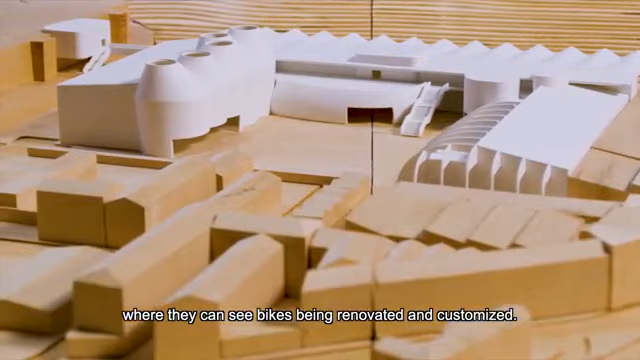 where they can see bikes being renovated and customized.